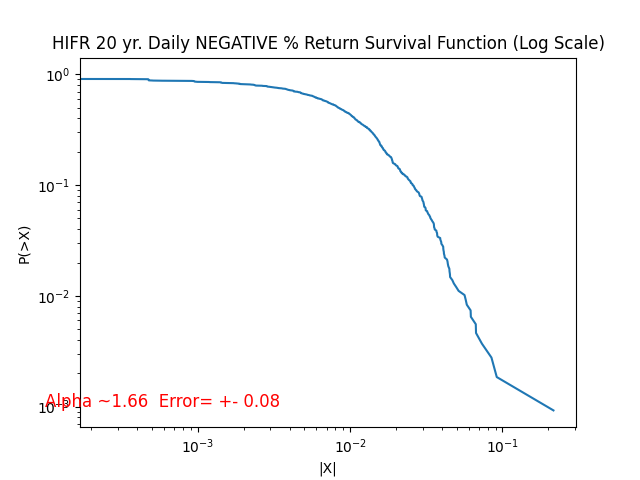 HIFR 20 yr. Daily NEGATIVE % Return Survival Function (Log Scale)
10⁰
10⁻¹
P(>X)
10⁻²
10⁻³
Alpha ~1.66 Error= +- 0.08
10⁻³ 10⁻² 10⁻¹
|X|